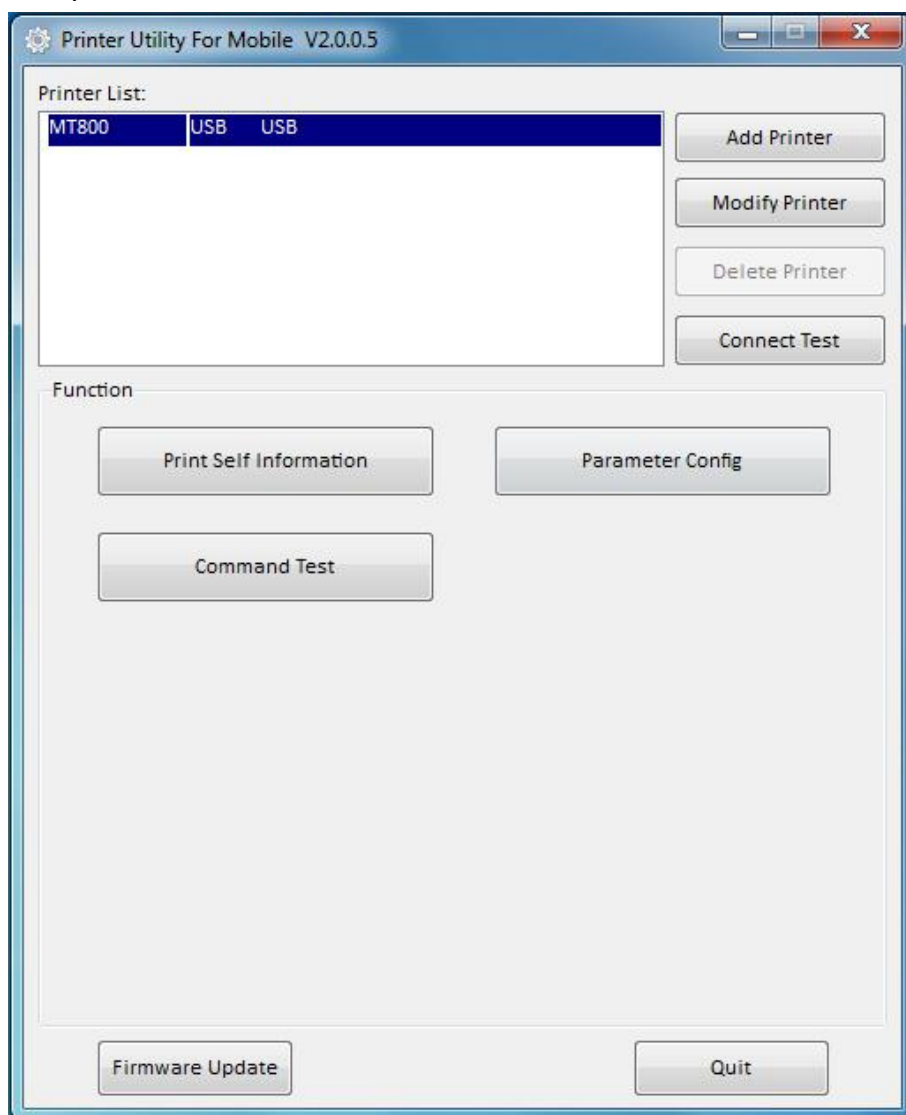 Printer Utility For Mobile V2.0.0.5
Printer List:
MT800 USB USB
Add Printer
Modify Printer
Delete Printer
Connect Test
Function
Print Self Information
Parameter Config
Command Test
Firmware Update
Quit